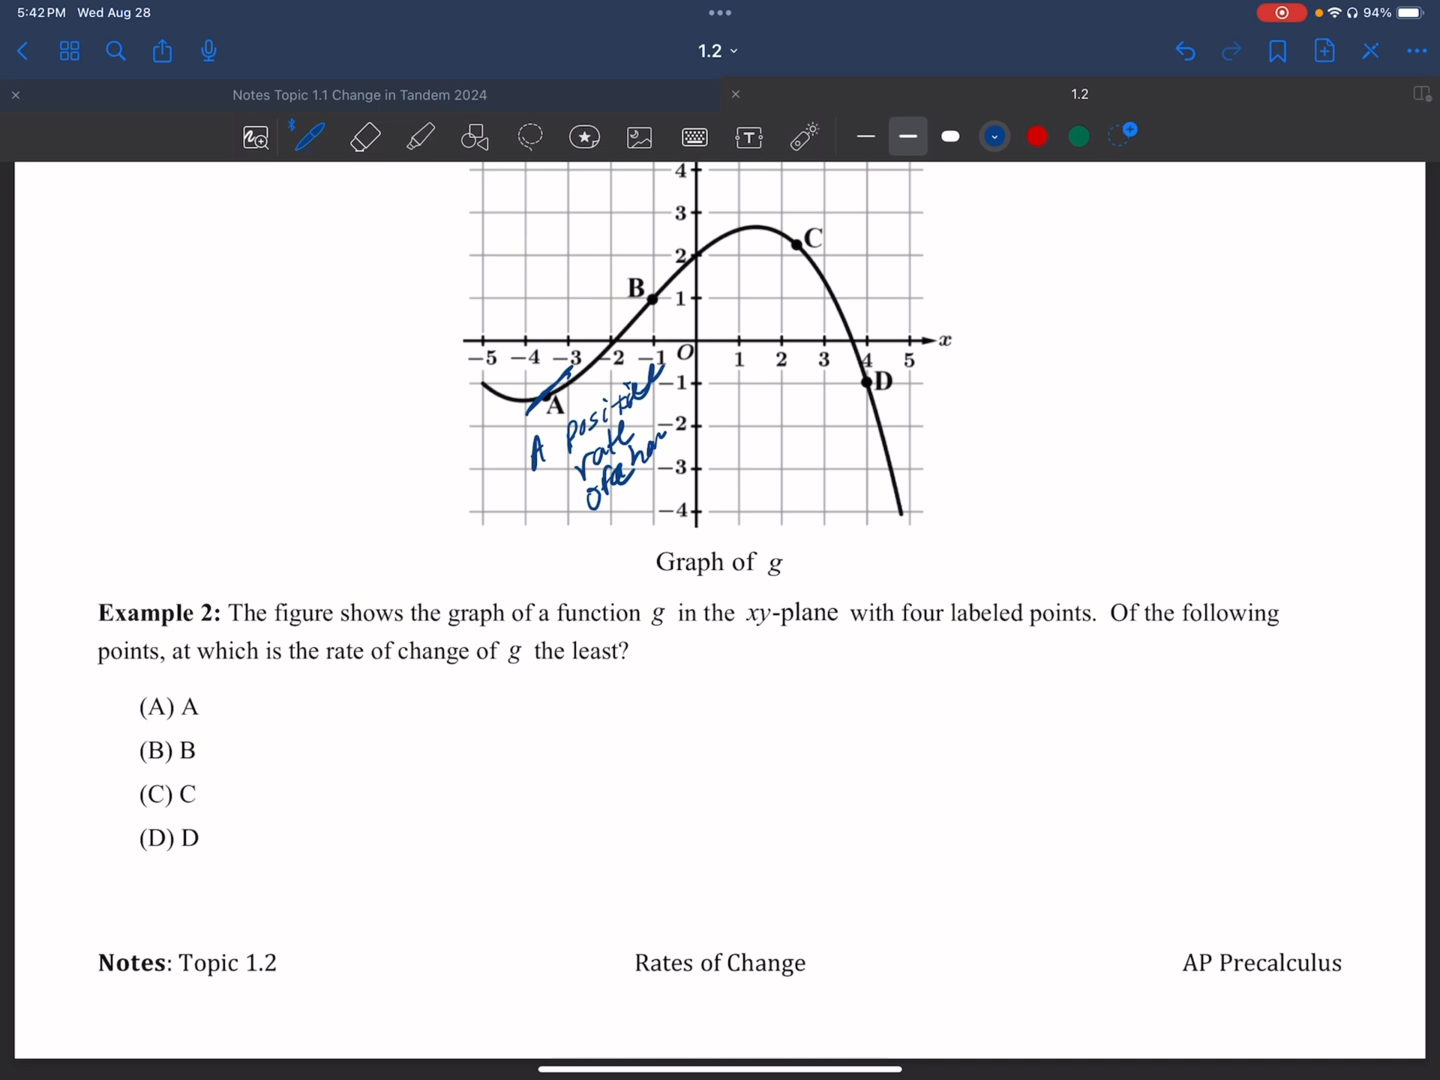 5:42 PM Wed Aug 28
94%
1.2
Notes Topic 1.1 Change in Tandem 2024
1.2
4
3
C
2
B
1
x
−5 −4 −3 −2 −1 O 1 2 3 4 5
−1
D
A
A positive
−2
rate
−3
−4
Graph of g
Example 2: The figure shows the graph of a function g in the xy-plane with four labeled points. Of the following
points, at which is the rate of change of g the least?
(A) A
(B) B
(C) C
(D) D
Notes: Topic 1.2 Rates of Change AP Precalculus